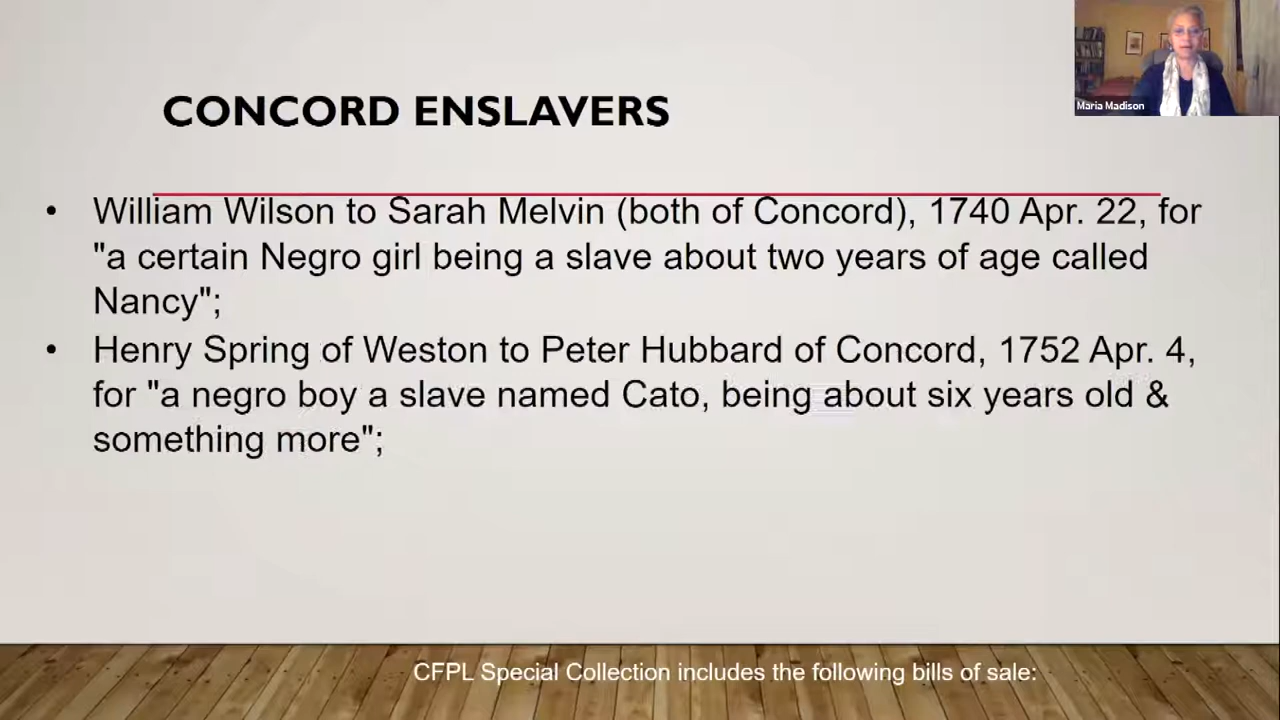 Maria Madison
CONCORD ENSLAVERS
• William Wilson to Sarah Melvin (both of Concord), 1740 Apr. 22, for
"a certain Negro girl being a slave about two years of age called
Nancy";
• Henry Spring of Weston to Peter Hubbard of Concord, 1752 Apr. 4,
for "a negro boy a slave named Cato, being about six years old &
something more";
CFPL Special Collection includes the following bills of sale: